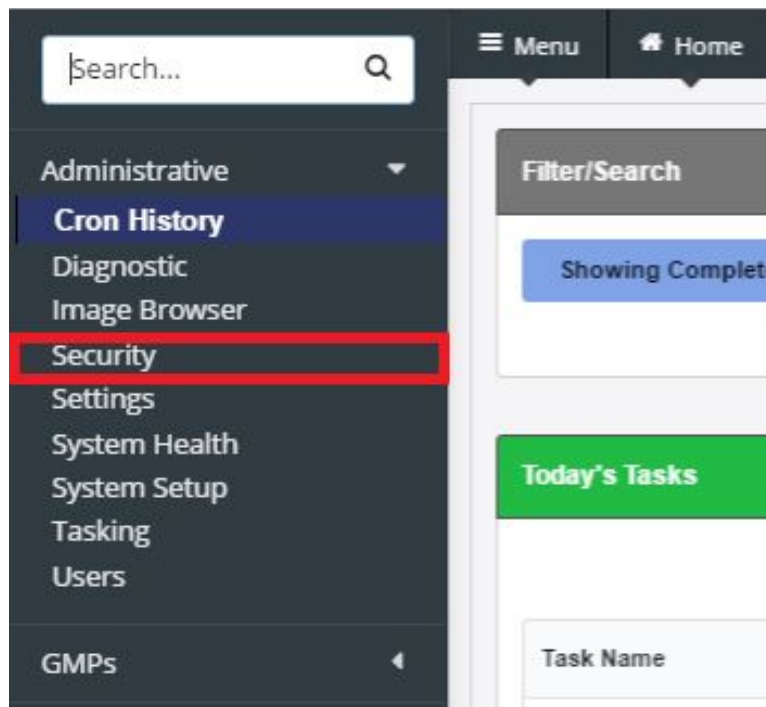 Search...
Menu
Home
Administrative
Cron History
Diagnostic
Image Browser
Security
Settings
System Health
System Setup
Tasking
Users
GMPs
Filter/Search
Showing
Today's Tasks
Task Name